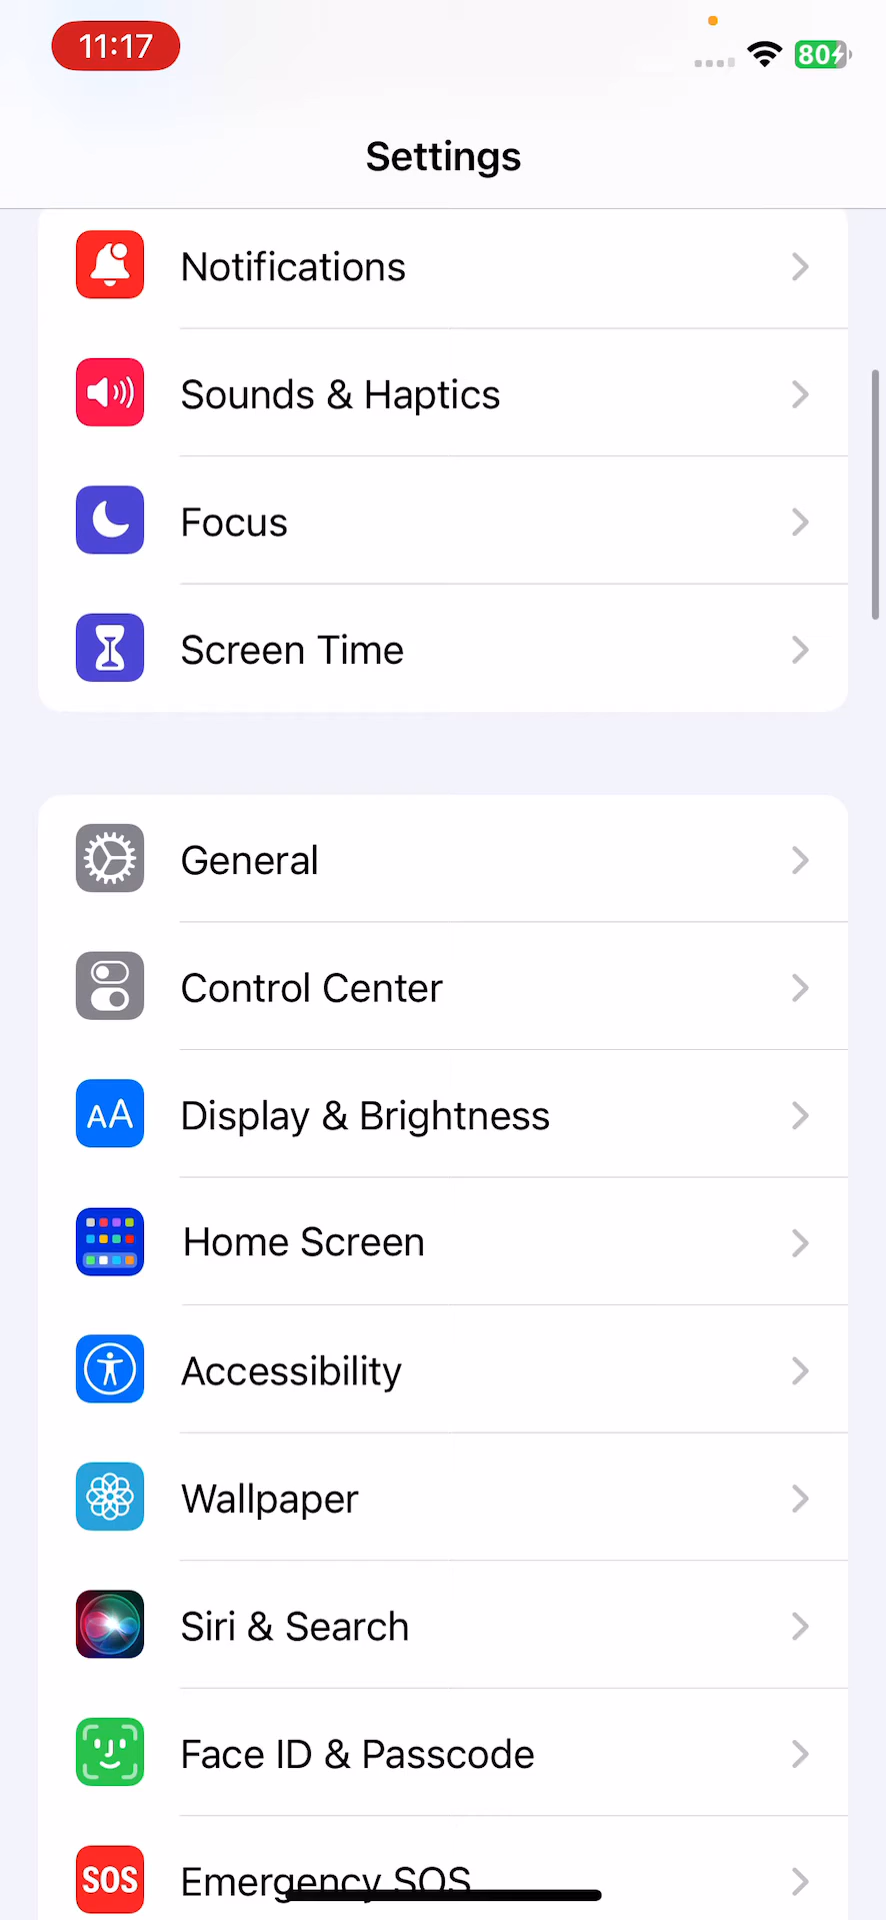 11:17
80
Settings
Notifications
Sounds & Haptics
Focus
Screen Time
General
Control Center
AA Display & Brightness
Home Screen
Accessibility
Wallpaper
Siri & Search
Face ID & Passcode
SOS Emergency SOS